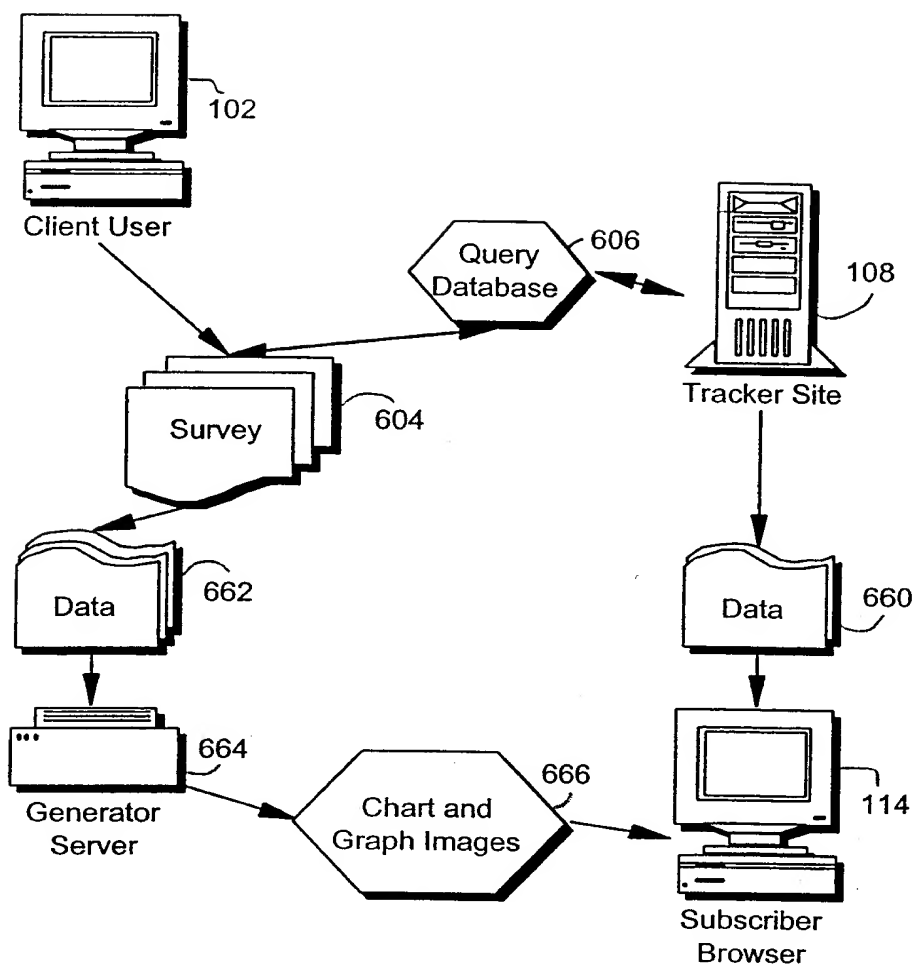 102
Client User
Query
Database
606
108
Tracker Site
Survey
604
Data
662
Data
660
664
Generator
Server
Chart and
Graph Images
666
114
Subscriber
Browser